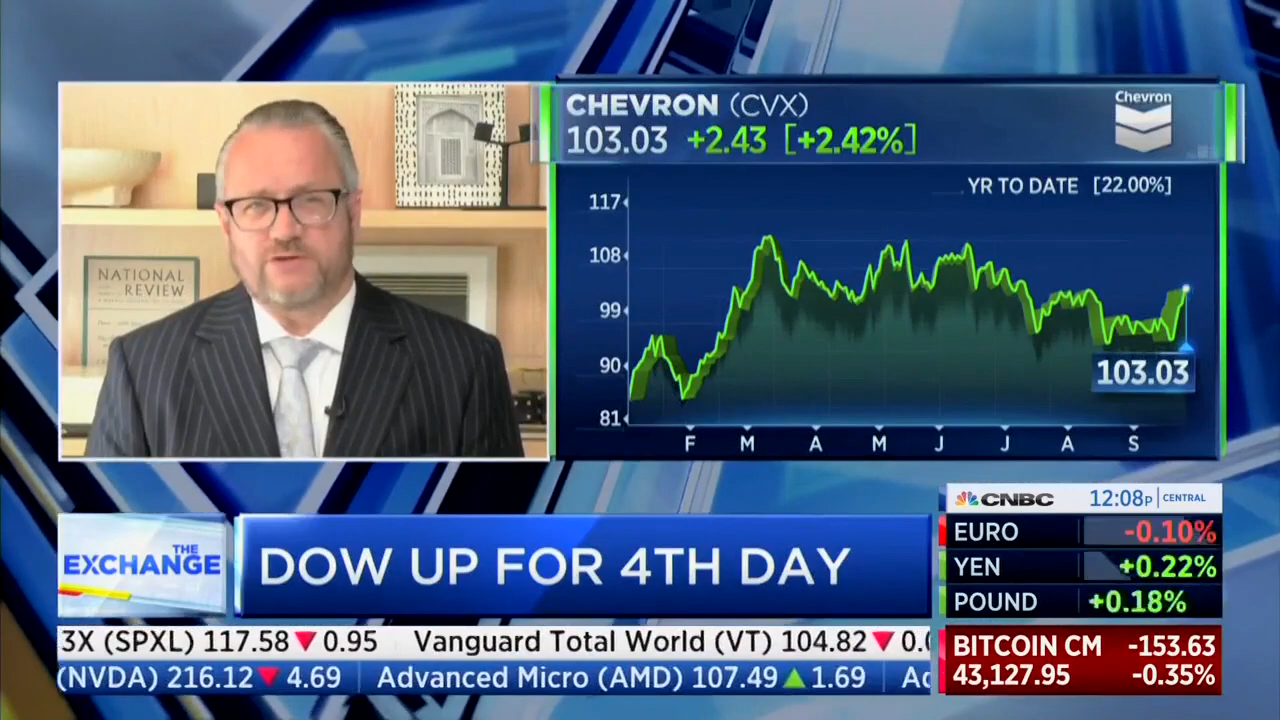 NATIONAL
REVIEW
CHEVRON (CVX)
103.03 +2.43 [+2.42%]
Chevron
YR TO DATE [22.00%]
117
108
99
90
81
103.03
F M A M J J A S
THE
EXCHANGE
DOW UP FOR 4TH DAY
CNBC 12:08P CENTRAL
EURO -0.10%
YEN +0.22%
POUND +0.18%
BITCOIN CM -153.63
43,127.95 -0.35%
3X (SPXL) 117.58▼0.95 Vanguard Total World (VT) 104.82▼0.
(NVDA) 216.12▼4.69 Advanced Micro (AMD) 107.49▲1.69